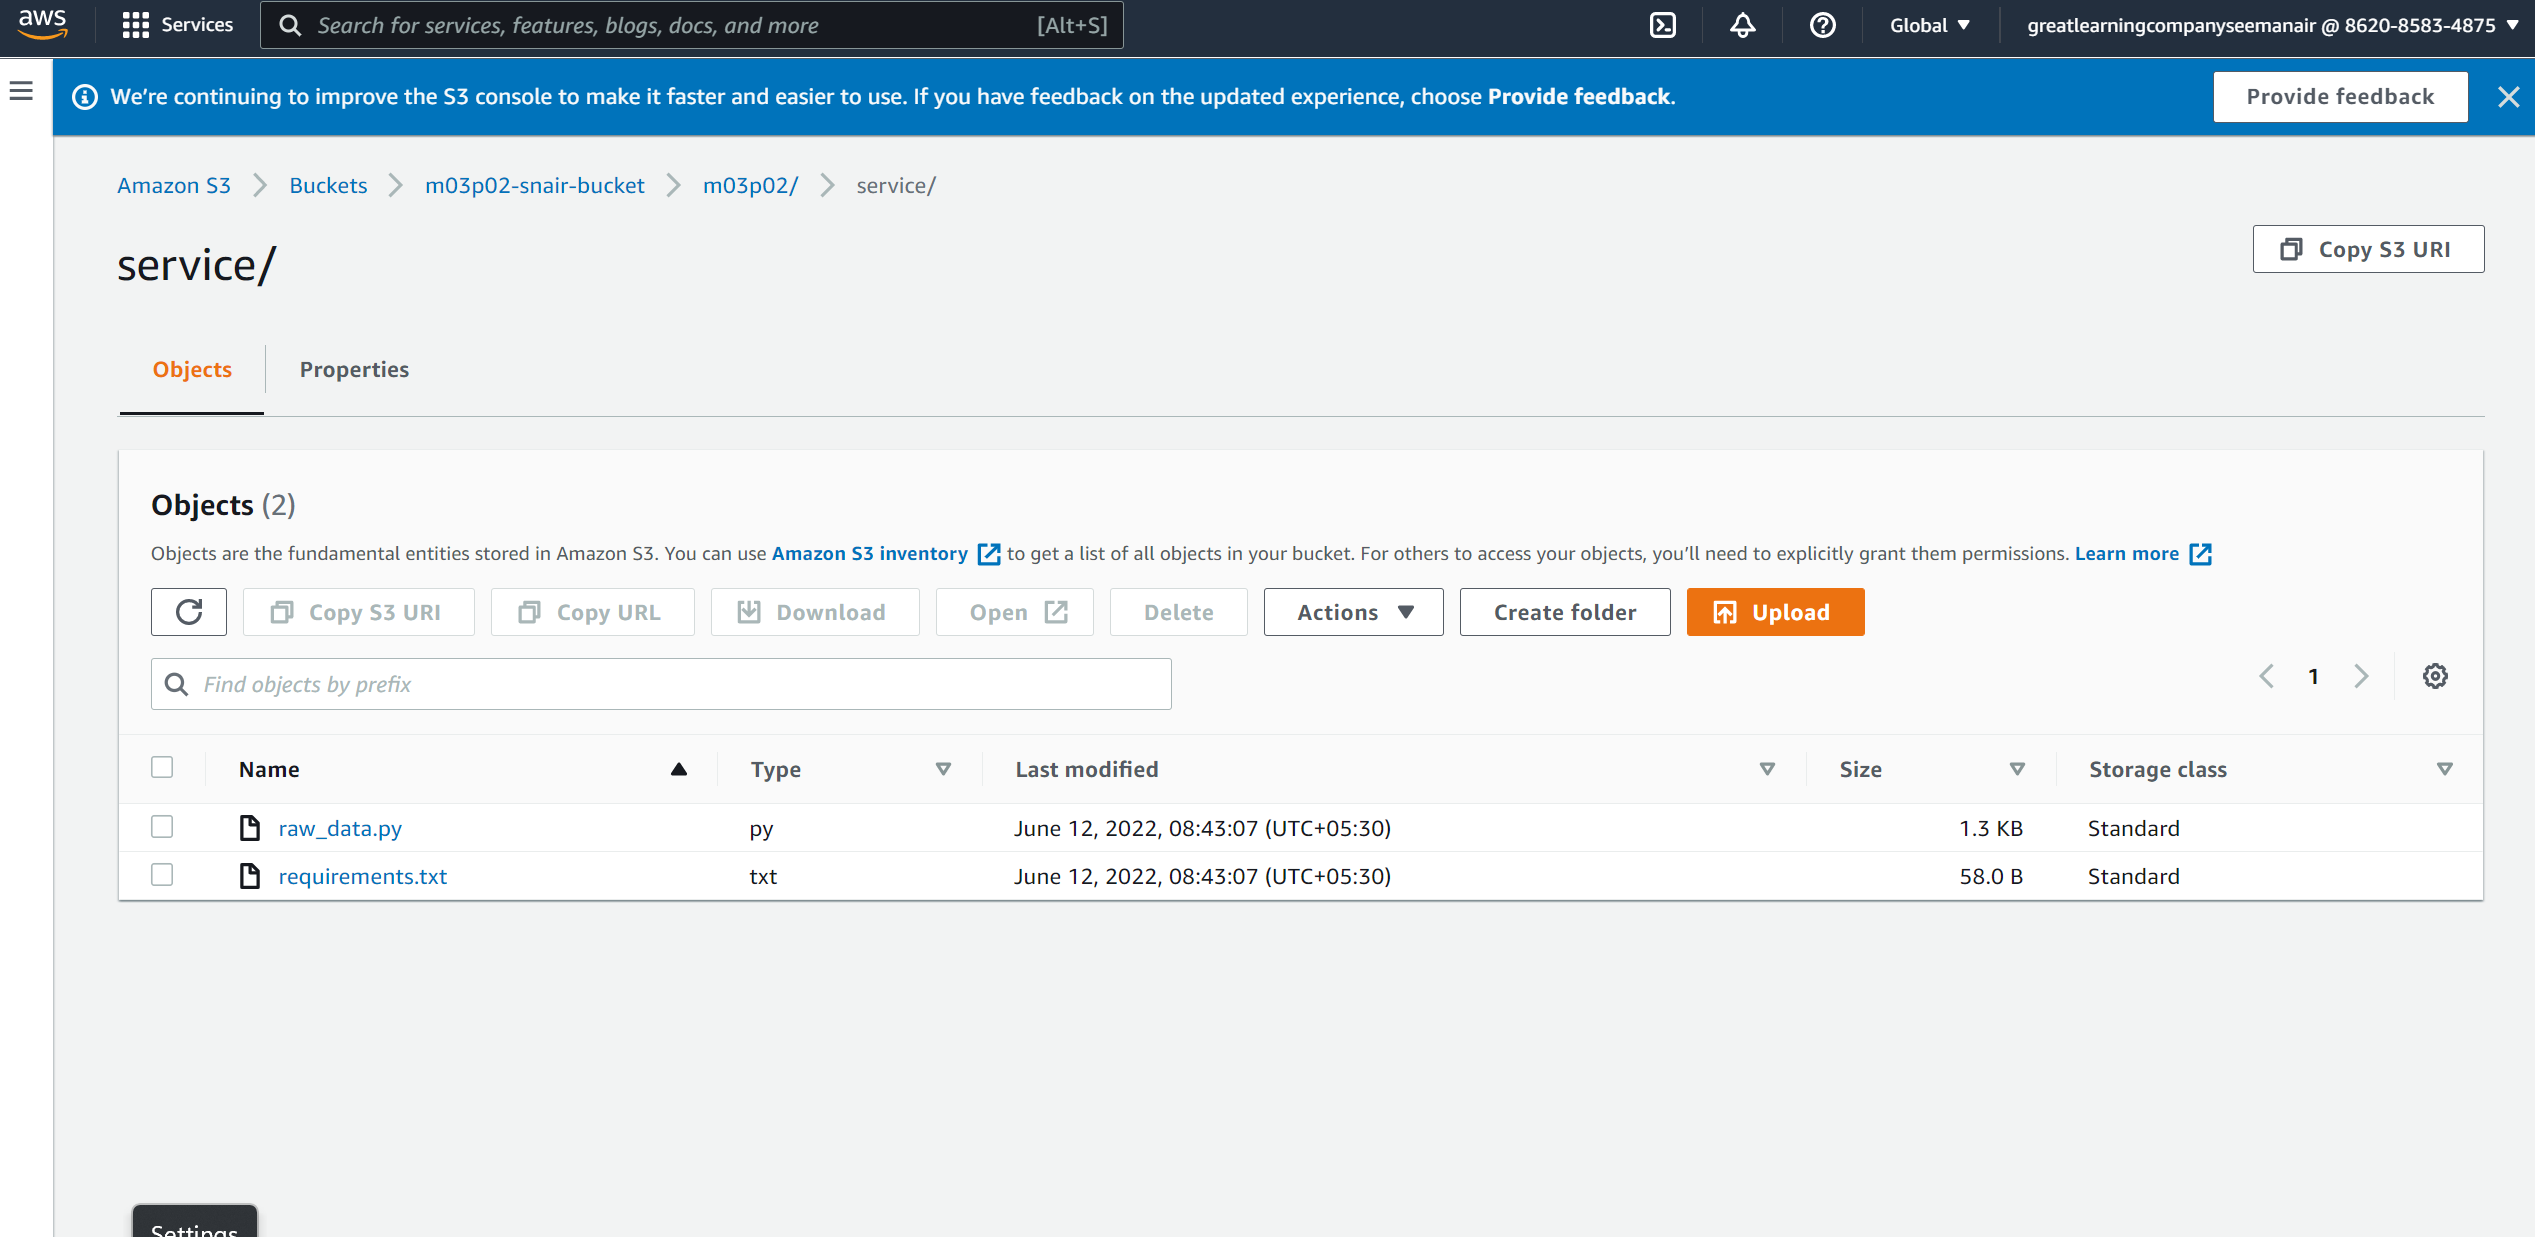 aws Services Search for services, features, blogs, docs, and more [Alt+S] Global greatlearningcompanyseemanair @ 8620-8583-4875
We're continuing to improve the S3 console to make it faster and easier to use. If you have feedback on the updated experience, choose Provide feedback. Provide feedback
Amazon S3 Buckets m03p02-snair-bucket m03p02/ service/
service/ Copy S3 URI
Objects Properties
Objects (2)
Objects are the fundamental entities stored in Amazon S3. You can use Amazon S3 inventory to get a list of all objects in your bucket. For others to access your objects, you'll need to explicitly grant them permissions. Learn more
Copy S3 URI Copy URL Download Open Delete Actions Create folder Upload
Find objects by prefix 1
Name Type Last modified Size Storage class
raw_data.py py June 12, 2022, 08:43:07 (UTC+05:30) 1.3 KB Standard
requirements.txt txt June 12, 2022, 08:43:07 (UTC+05:30) 58.0 B Standard
Settings